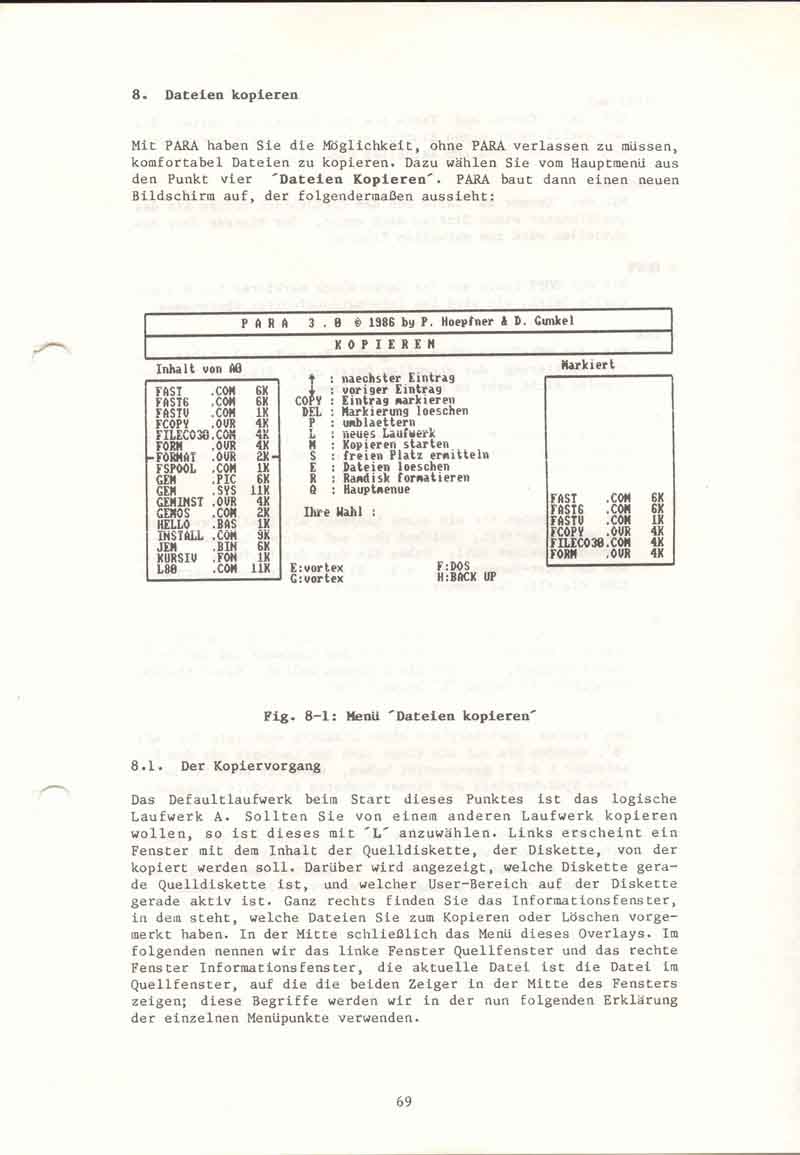 8. Dateien kopieren
Mit PARA haben Sie die Möglichkeit, ohne PARA verlassen zu müssen,
komfortabel Dateien zu kopieren. Dazu wählen Sie vom Hauptmenü aus
den Punkt vier ´Dateien Kopieren´. PARA baut dann einen neuen
Bildschirm auf, der folgendermaßen aussieht:
P A R A 3 . 0 © 1986 by P. Hoepfner & D. Gunkel
K O P I E R E N
Inhalt von A0
FAST .COM 6K
FAST6 .COM 6K
FASTV .COM 1K
FCOPY .OVR 4K
FILECO30.COM 4K
FORM .OVR 4K
-FORMAT .OVR 2K-
FSPOOL .COM 1K
GEM .PIC 6K
GEM .SYS 11K
GEMINST .OVR 4K
GEMOS .COM 2K
HELLO .BAS 1K
INSTALL .COM 9K
JEM .BIN 6K
KURSIV .FON 1K
L80 .COM 11K
↑ : naechster Eintrag
↓ : voriger Eintrag
COPY : Eintrag markieren
DEL : Markierung loeschen
P : umblaettern
L : neues Laufwerk
M : Kopieren starten
S : freien Platz ermitteln
E : Dateien loeschen
R : Ramdisk formatieren
Q : Hauptmenue
Ihre Wahl :
E:vortex F:DOS
G:vortex H:BACK UP
Markiert
FAST .COM 6K
FAST6 .COM 6K
FASTV .COM 1K
FCOPY .OVR 4K
FILECO30.COM 4K
FORM .OVR 4K
Fig. 8-1: Menü ´Dateien kopieren´
8.1. Der Kopiervorgang
Das Defaultlaufwerk beim Start dieses Punktes ist das logische
Laufwerk A. Sollten Sie von einem anderen Laufwerk kopieren
wollen, so ist dieses mit ´L´ anzuwählen. Links erscheint ein
Fenster mit dem Inhalt der Quelldiskette, der Diskette, von der
kopiert werden soll. Darüber wird angezeigt, welche Diskette gera-
de Quelldiskette ist, und welcher User-Bereich auf der Diskette
gerade aktiv ist. Ganz rechts finden Sie das Informationsfenster,
in dem steht, welche Dateien Sie zum Kopieren oder Löschen vorge-
merkt haben. In der Mitte schließlich das Menü dieses Overlays. Im
folgenden nennen wir das linke Fenster Quellfenster und das rechte
Fenster Informationsfenster, die aktuelle Datei ist die Datei im
Quellfenster, auf die die beiden Zeiger in der Mitte des Fensters
zeigen; diese Begriffe werden wir in der nun folgenden Erklärung
der einzelnen Menüpunkte verwenden.
69